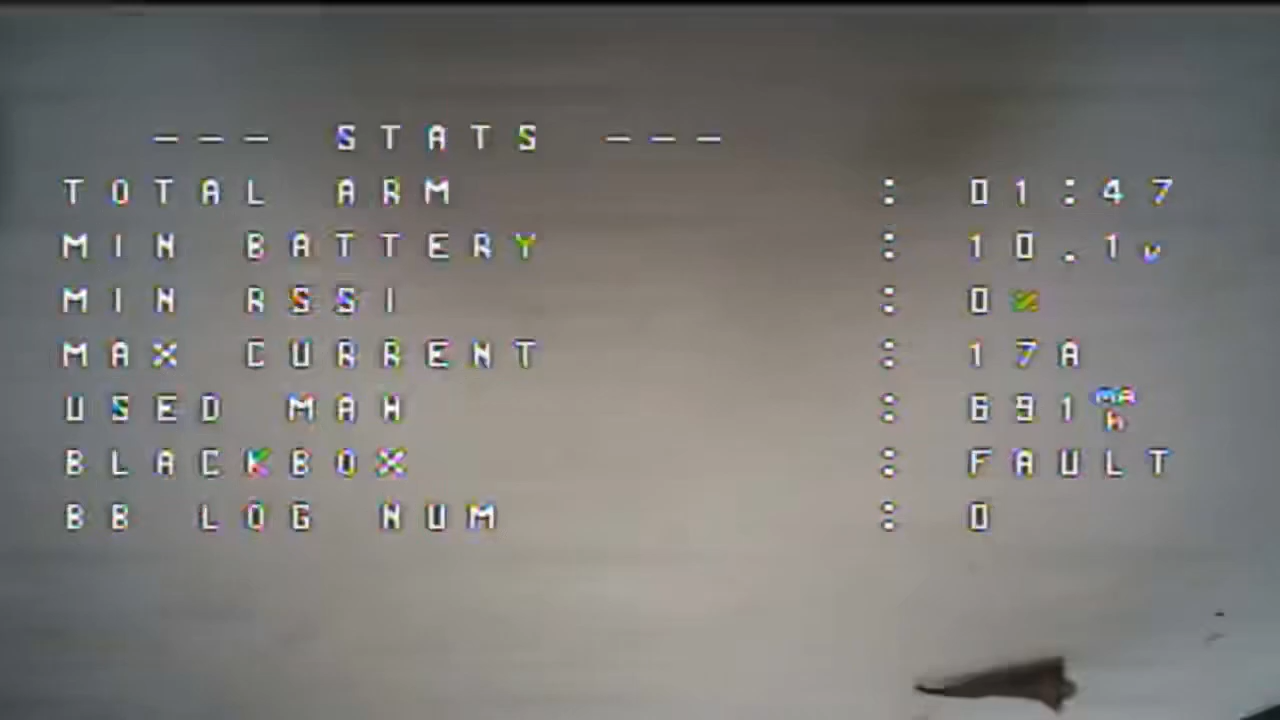 --- STATS ---
TOTAL ARM : 01:47
MIN BATTERY : 10.1V
MIN RSSI : 0%
MAX CURRENT : 17A
USED MAH : 691mAh
BLACKBOX : FAULT
BB LOG NUM : 0